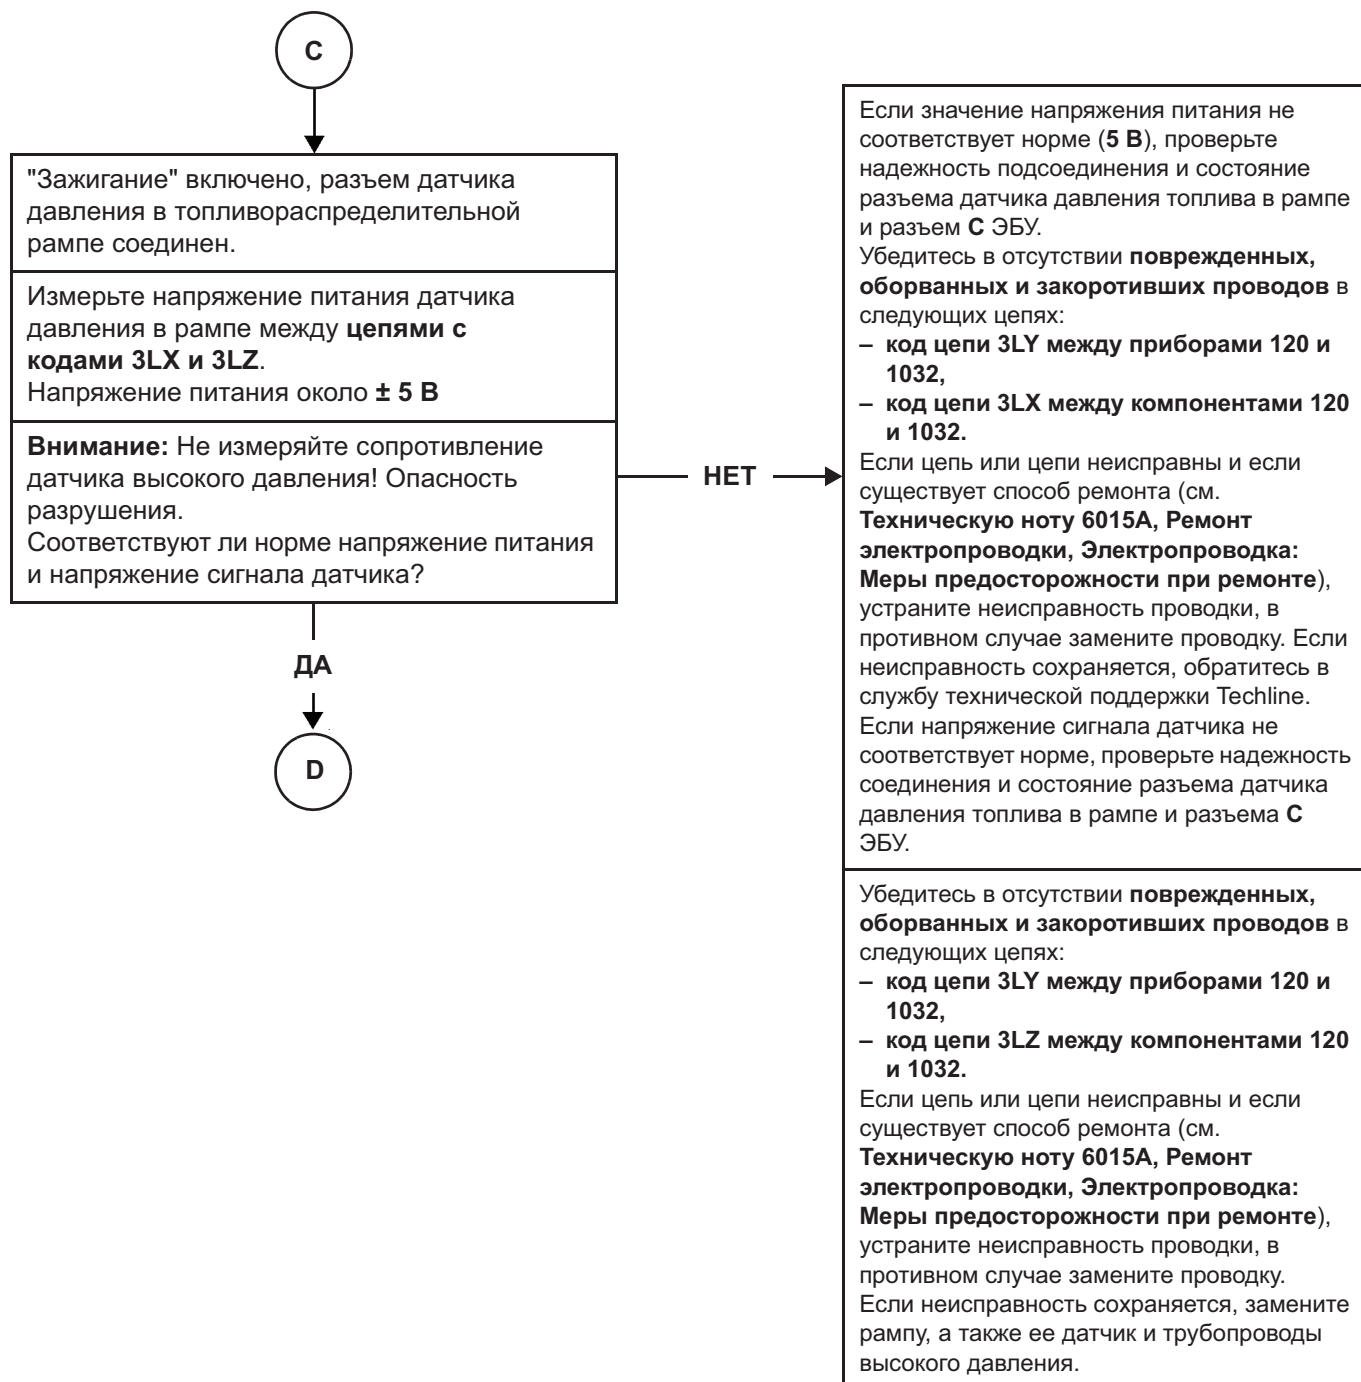 C
"Зажигание" включено, разъем датчика
давления в топливораспределительной
рампе соединен.
Измерьте напряжение питания датчика
давления в рампе между цепями с
кодами 3LX и 3LZ.
Напряжение питания около ± 5 В
Внимание: Не измеряйте сопротивление
датчика высокого давления! Опасность
разрушения.
Соответствуют ли норме напряжение питания
и напряжение сигнала датчика?
НЕТ
ДА
D
Если значение напряжения питания не
соответствует норме (5 В), проверьте
надежность подсоединения и состояние
разъема датчика давления топлива в рампе
и разъем С ЭБУ.
Убедитесь в отсутствии поврежденных,
оборванных и закоротивших проводов в
следующих цепях:
– код цепи 3LY между приборами 120 и
1032,
– код цепи 3LX между компонентами 120
и 1032.
Если цепь или цепи неисправны и если
существует способ ремонта (см.
Техническую ноту 6015А, Ремонт
электропроводки, Электропроводка:
Меры предосторожности при ремонте),
устраните неисправность проводки, в
противном случае замените проводку. Если
неисправность сохраняется, обратитесь в
службу технической поддержки Techline.
Если напряжение сигнала датчика не
соответствует норме, проверьте надежность
соединения и состояние разъема датчика
давления топлива в рампе и разъема С
ЭБУ.
Убедитесь в отсутствии поврежденных,
оборванных и закоротивших проводов в
следующих цепях:
– код цепи 3LY между приборами 120 и
1032,
– код цепи 3LZ между компонентами 120
и 1032.
Если цепь или цепи неисправны и если
существует способ ремонта (см.
Техническую ноту 6015А, Ремонт
электропроводки, Электропроводка:
Меры предосторожности при ремонте),
устраните неисправность проводки, в
противном случае замените проводку.
Если неисправность сохраняется, замените
рампу, а также ее датчик и трубопроводы
высокого давления.